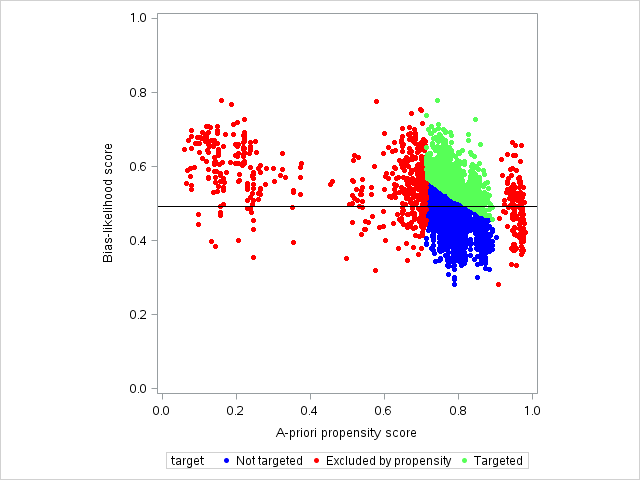 1.0
0.8
0.6
0.4
0.2
0.0
Bias-likelihood score
0.0 0.2 0.4 0.6 0.8 1.0
A-priori propensity score
target Not targeted Excluded by propensity Targeted